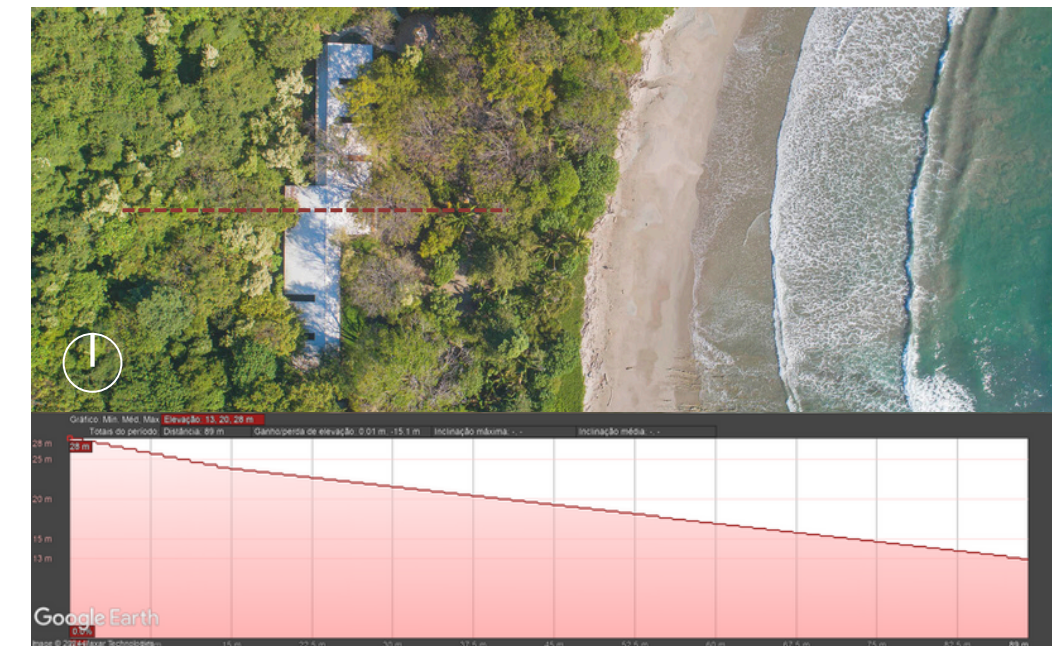 Gráfico: Min, Méd, Máx Elevação: 13, 20, 28 m
Totais do período: Distância: 89 m Ganho/perda de elevação: 0.01 m, -15.1 m Inclinação máxima: -, - Inclinação média: -, -
28 m
28 m
25 m
20 m
15 m
13 m
Google Earth
0.0%
15 m 22.5 m 30 m 37.5 m 45 m 52.5 m 60 m 67.5 m 75 m 82.5 m 89 m